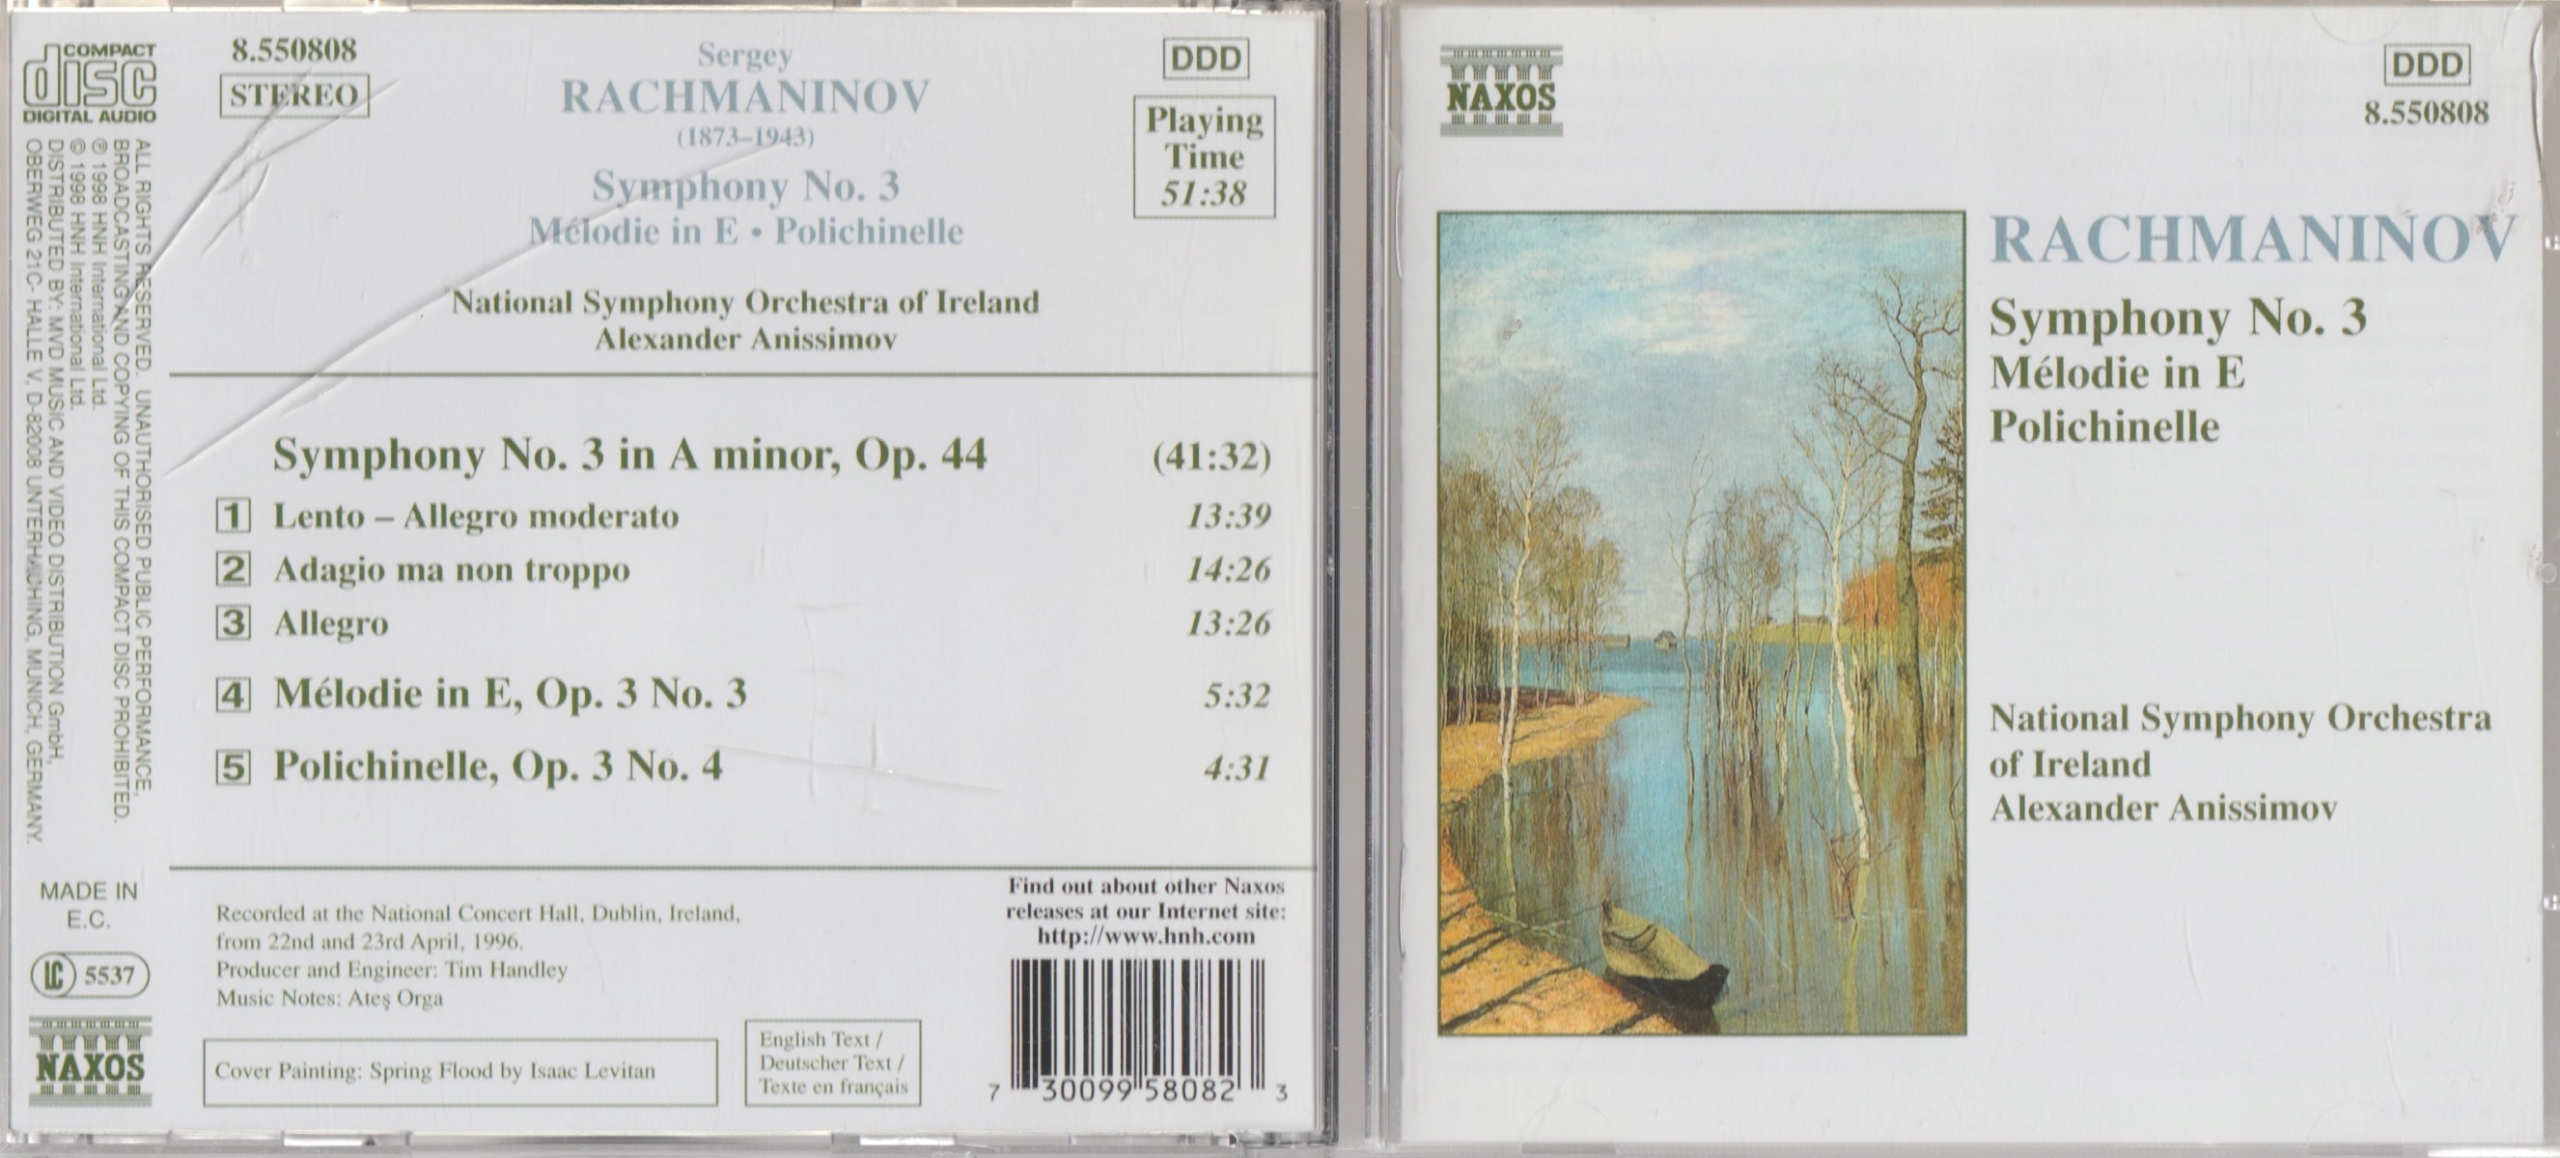 COMPACT
disc
DIGITAL AUDIO
ALL RIGHTS RESERVED. UNAUTHORISED PUBLIC PERFORMANCE,
BROADCASTING AND COPYING OF THIS COMPACT DISC PROHIBITED.
℗ 1998 HNH International Ltd.
© 1998 HNH International Ltd.
DISTRIBUTED BY: MVD MUSIC AND VIDEO DISTRIBUTION GmbH,
OBERWEG 21C- HALLE V, D-82008 UNTERHACHING, MUNICH, GERMANY.
MADE IN
E.C.
LC 5537
NAXOS
8.550808
STEREO
Sergey
RACHMANINOV
(1873–1943)
Symphony No. 3
Mélodie in E • Polichinelle
National Symphony Orchestra of Ireland
Alexander Anissimov
DDD
Playing
Time
51:38
Symphony No. 3 in A minor, Op. 44 (41:32)
1 Lento – Allegro moderato 13:39
2 Adagio ma non troppo 14:26
3 Allegro 13:26
4 Mélodie in E, Op. 3 No. 3 5:32
5 Polichinelle, Op. 3 No. 4 4:31
Recorded at the National Concert Hall, Dublin, Ireland,
from 22nd and 23rd April, 1996.
Producer and Engineer: Tim Handley
Music Notes: Ateş Orga
Cover Painting: Spring Flood by Isaac Levitan
English Text /
Deutscher Text /
Texte en français
Find out about other Naxos
releases at our Internet site:
http://www.hnh.com
7 30099 58082 3
NAXOS
DDD
8.550808
RACHMANINOV
Symphony No. 3
Mélodie in E
Polichinelle
National Symphony Orchestra
of Ireland
Alexander Anissimov